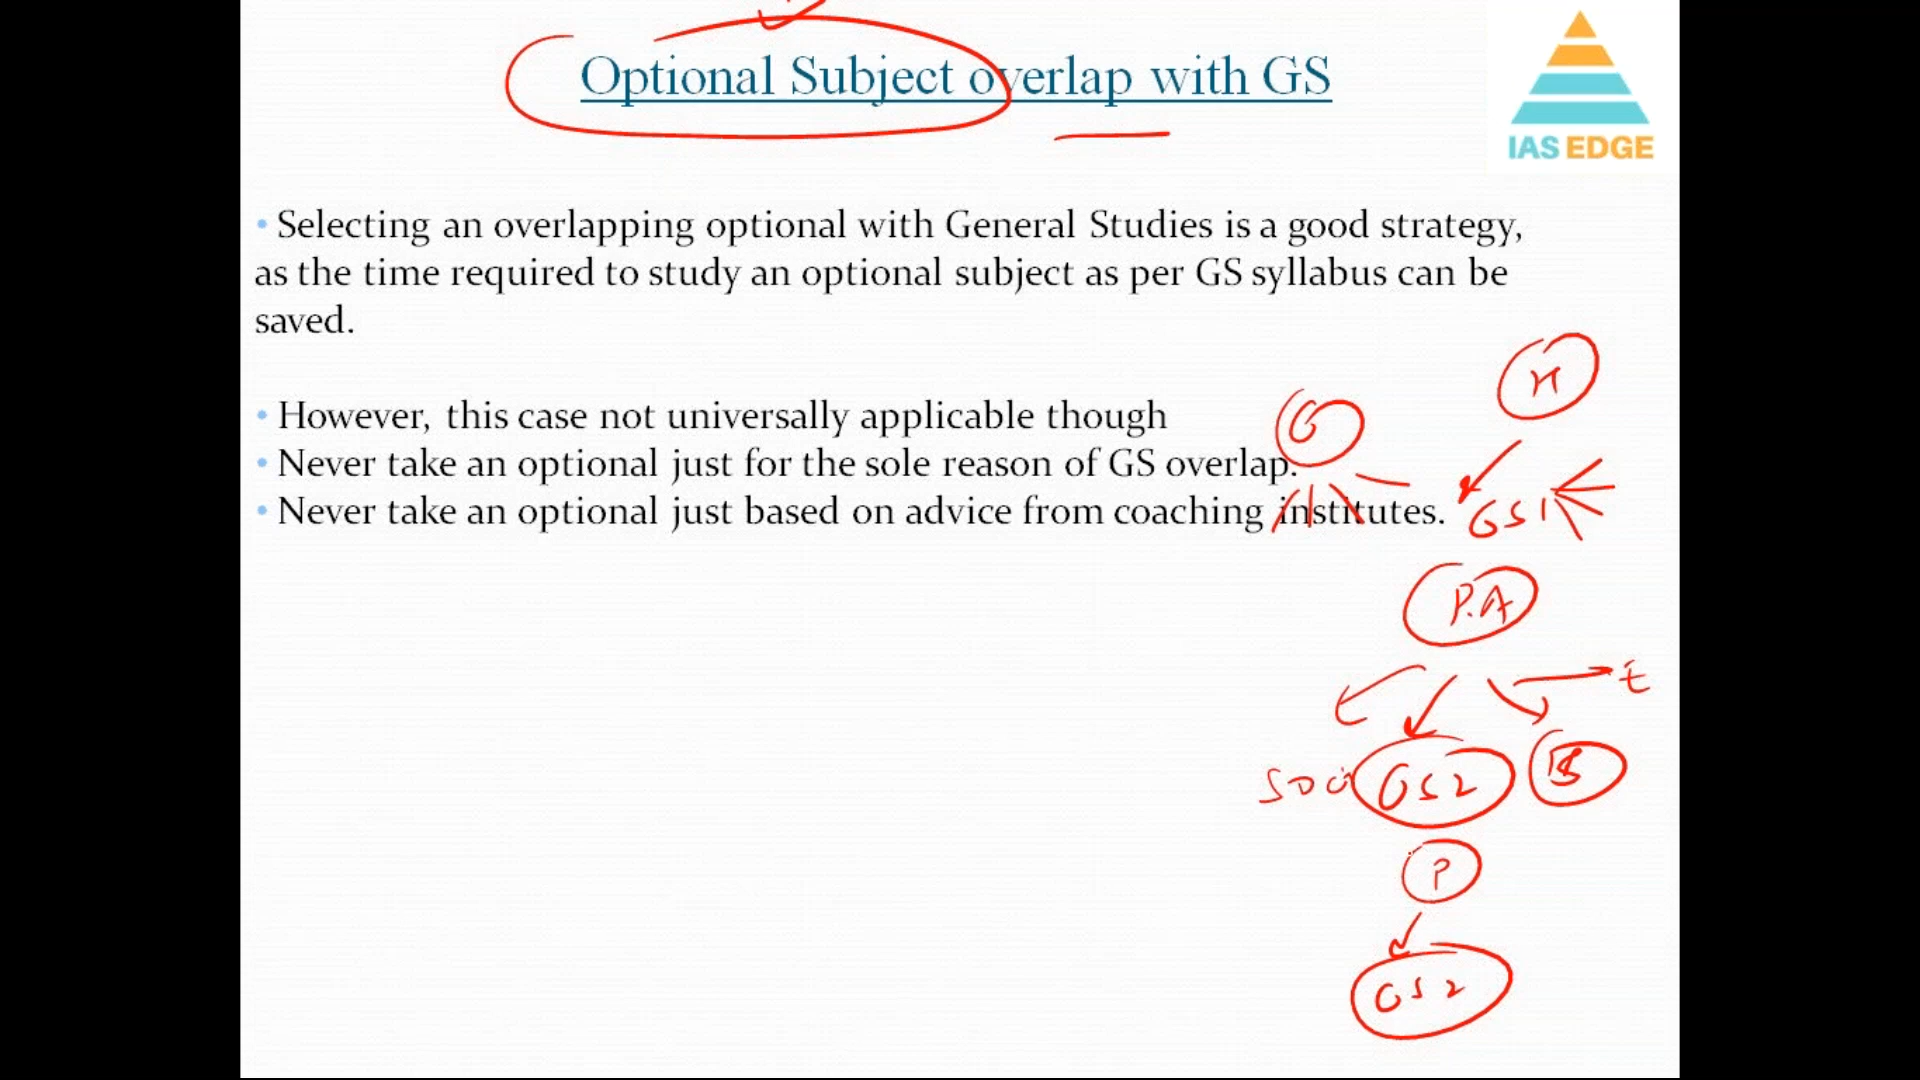 Optional Subject overlap with GS
IAS EDGE
• Selecting an overlapping optional with General Studies is a good strategy,
as the time required to study an optional subject as per GS syllabus can be
saved.
• However, this case not universally applicable though
• Never take an optional just for the sole reason of GS overlap.
• Never take an optional just based on advice from coaching institutes.
H
G
GS1
P.A
E
GS2
P
GS2